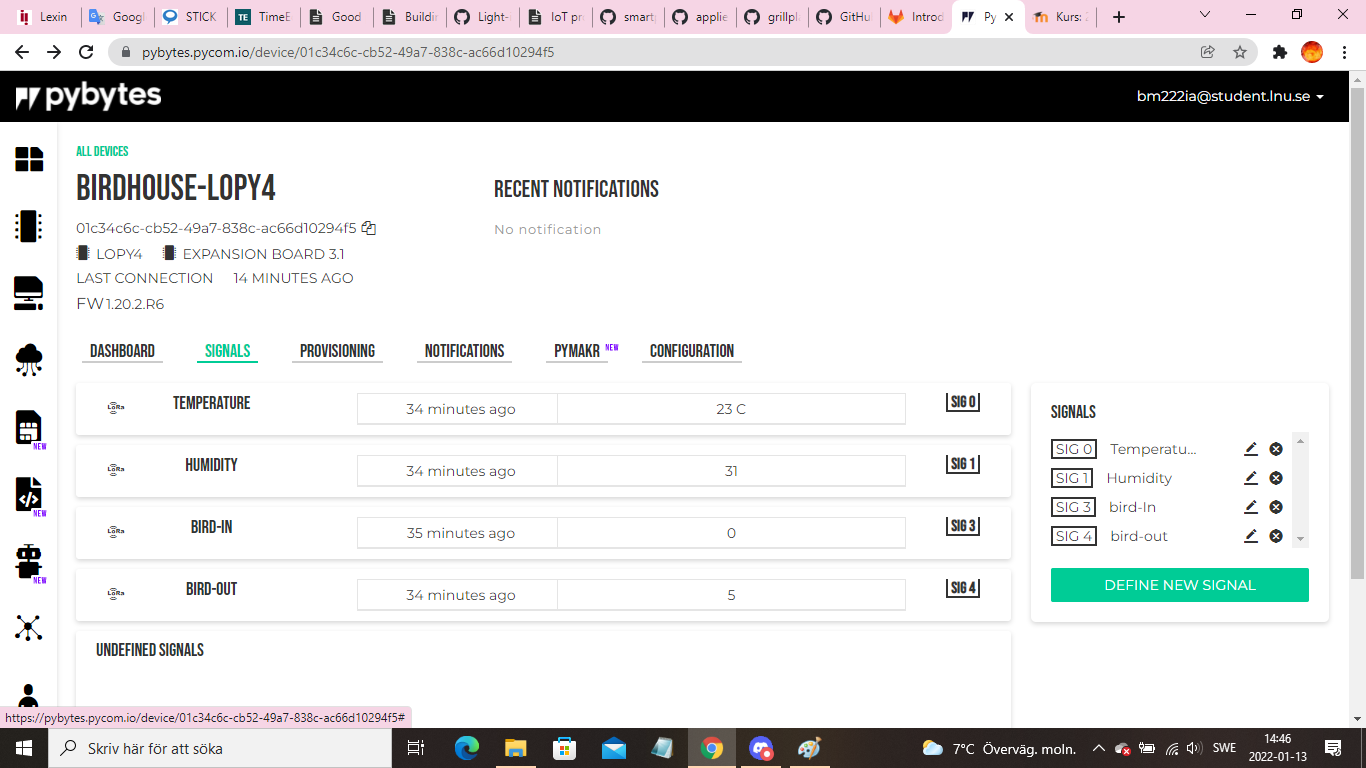 Lexin
Googl
STICK
TimeE
Good
Buildin
Light-
IoT pr
smart
applie
grillpl
GitHu
Introd
Py
Kurs:
pybytes.pycom.io/device/01c34c6c-cb52-49a7-838c-ac66d10294f5
pybytes
bm222ia@student.lnu.se
ALL DEVICES
BIRDHOUSE-LOPY4
RECENT NOTIFICATIONS
01c34c6c-cb52-49a7-838c-ac66d10294f5
No notification
LOPY4 EXPANSION BOARD 3.1
LAST CONNECTION 14 MINUTES AGO
FW 1.20.2.R6
DASHBOARD SIGNALS PROVISIONING NOTIFICATIONS PYMAKR NEW CONFIGURATION
LoRa TEMPERATURE 34 minutes ago 23 C SIG 0
LoRa HUMIDITY 34 minutes ago 31 SIG 1
LoRa BIRD-IN 35 minutes ago 0 SIG 3
LoRa BIRD-OUT 34 minutes ago 5 SIG 4
UNDEFINED SIGNALS
SIGNALS
SIG 0 Temperatu...
SIG 1 Humidity
SIG 3 bird-In
SIG 4 bird-out
DEFINE NEW SIGNAL
NEW
NEW
NEW
https://pybytes.pycom.io/device/01c34c6c-cb52-49a7-838c-ac66d10294f5#
Skriv här för att söka
7°C Överväg. moln.
SWE
14:46
2022-01-13